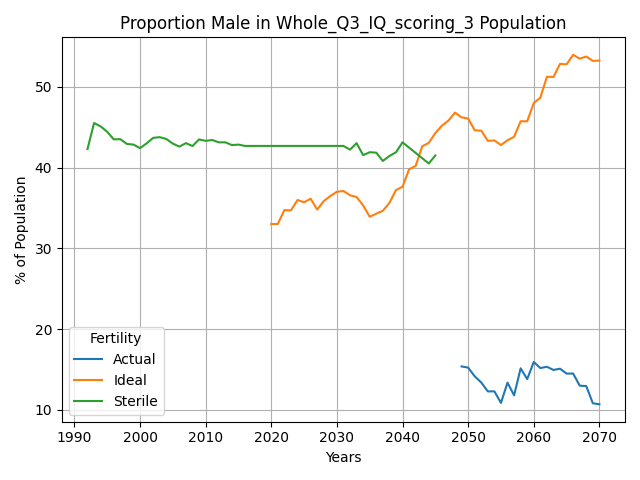 Proportion Male in Whole_Q3_IQ_scoring_3 Population
% of Population
50
40
30
20
10
Fertility
Actual
Ideal
Sterile
1990 2000 2010 2020 2030 2040 2050 2060 2070
Years